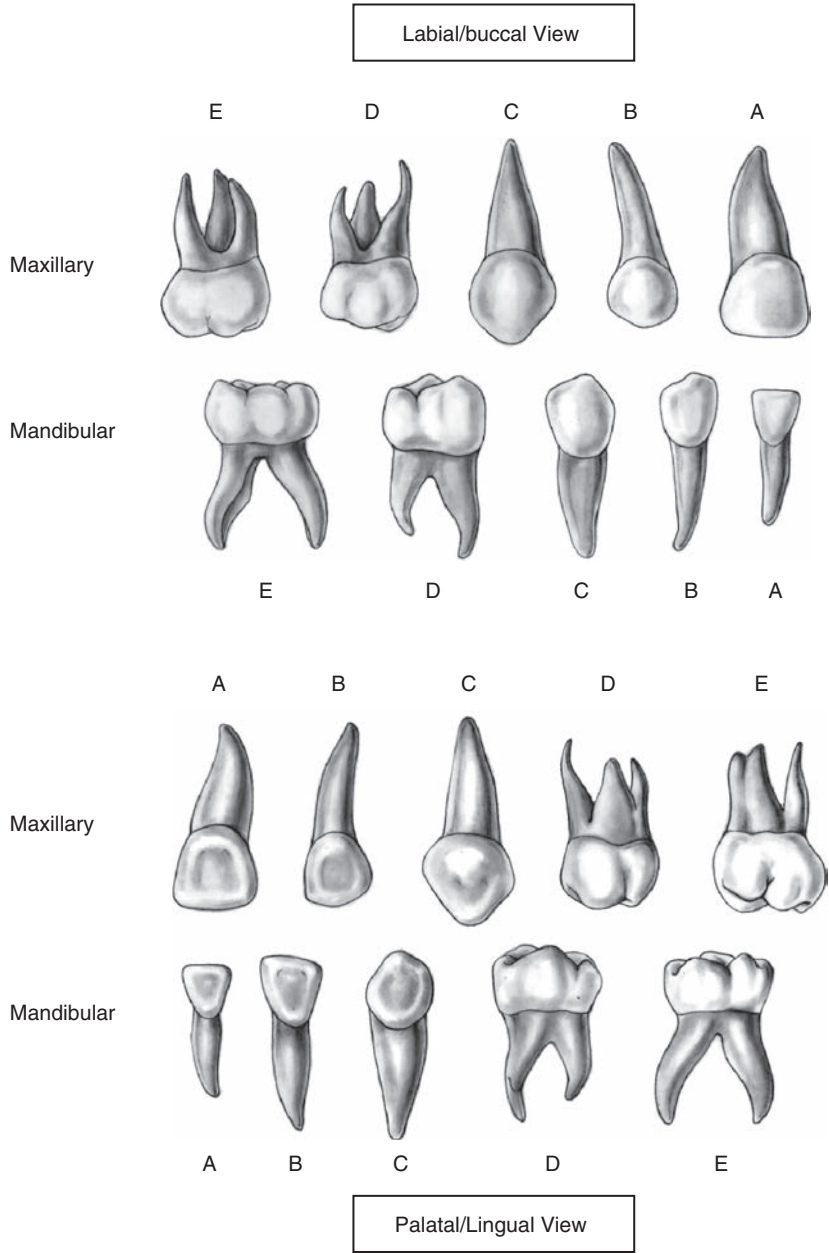 Labial/buccal View
E D C B A
Maxillary
Mandibular
E D C B A
A B C D E
Maxillary
Mandibular
A B C D E
Palatal/Lingual View